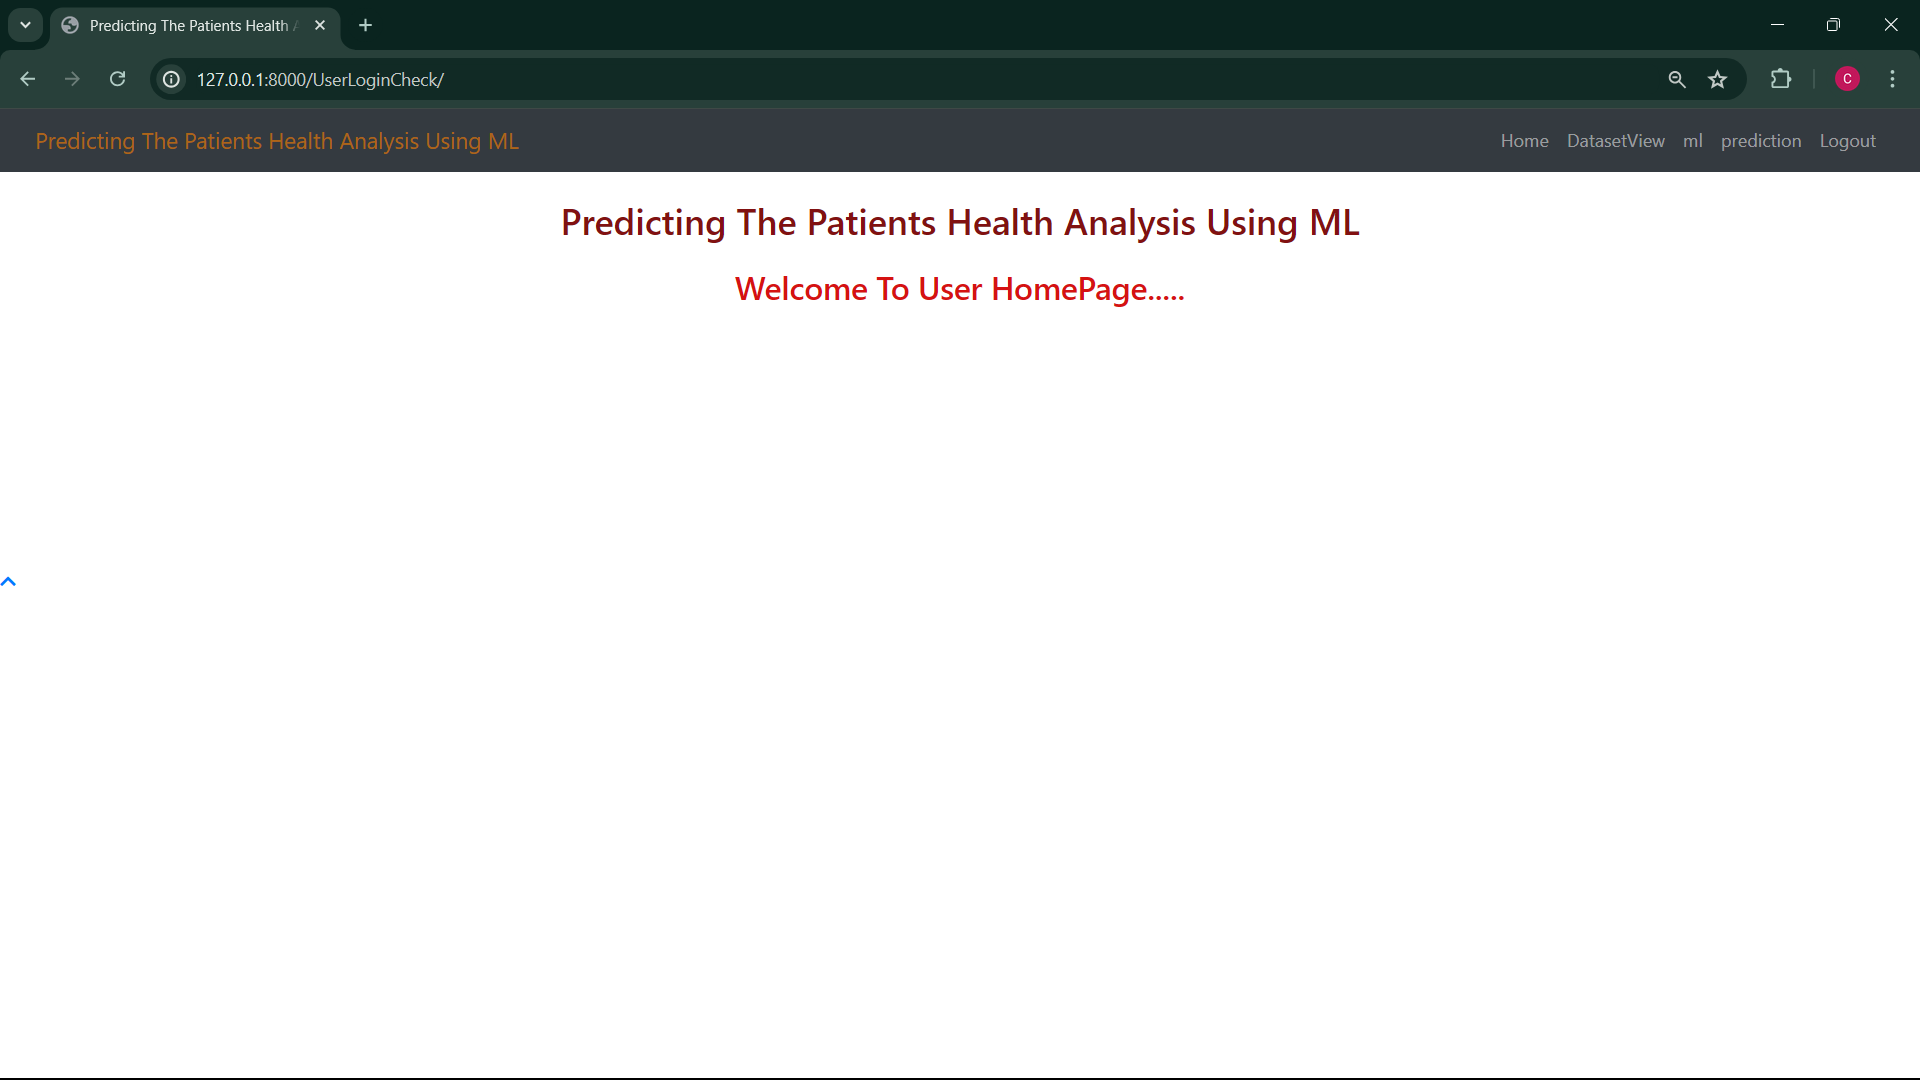 Predicting The Patients Health
127.0.0.1:8000/UserLoginCheck/
C
Predicting The Patients Health Analysis Using ML
Home DatasetView ml prediction Logout
Predicting The Patients Health Analysis Using ML
Welcome To User HomePage.....